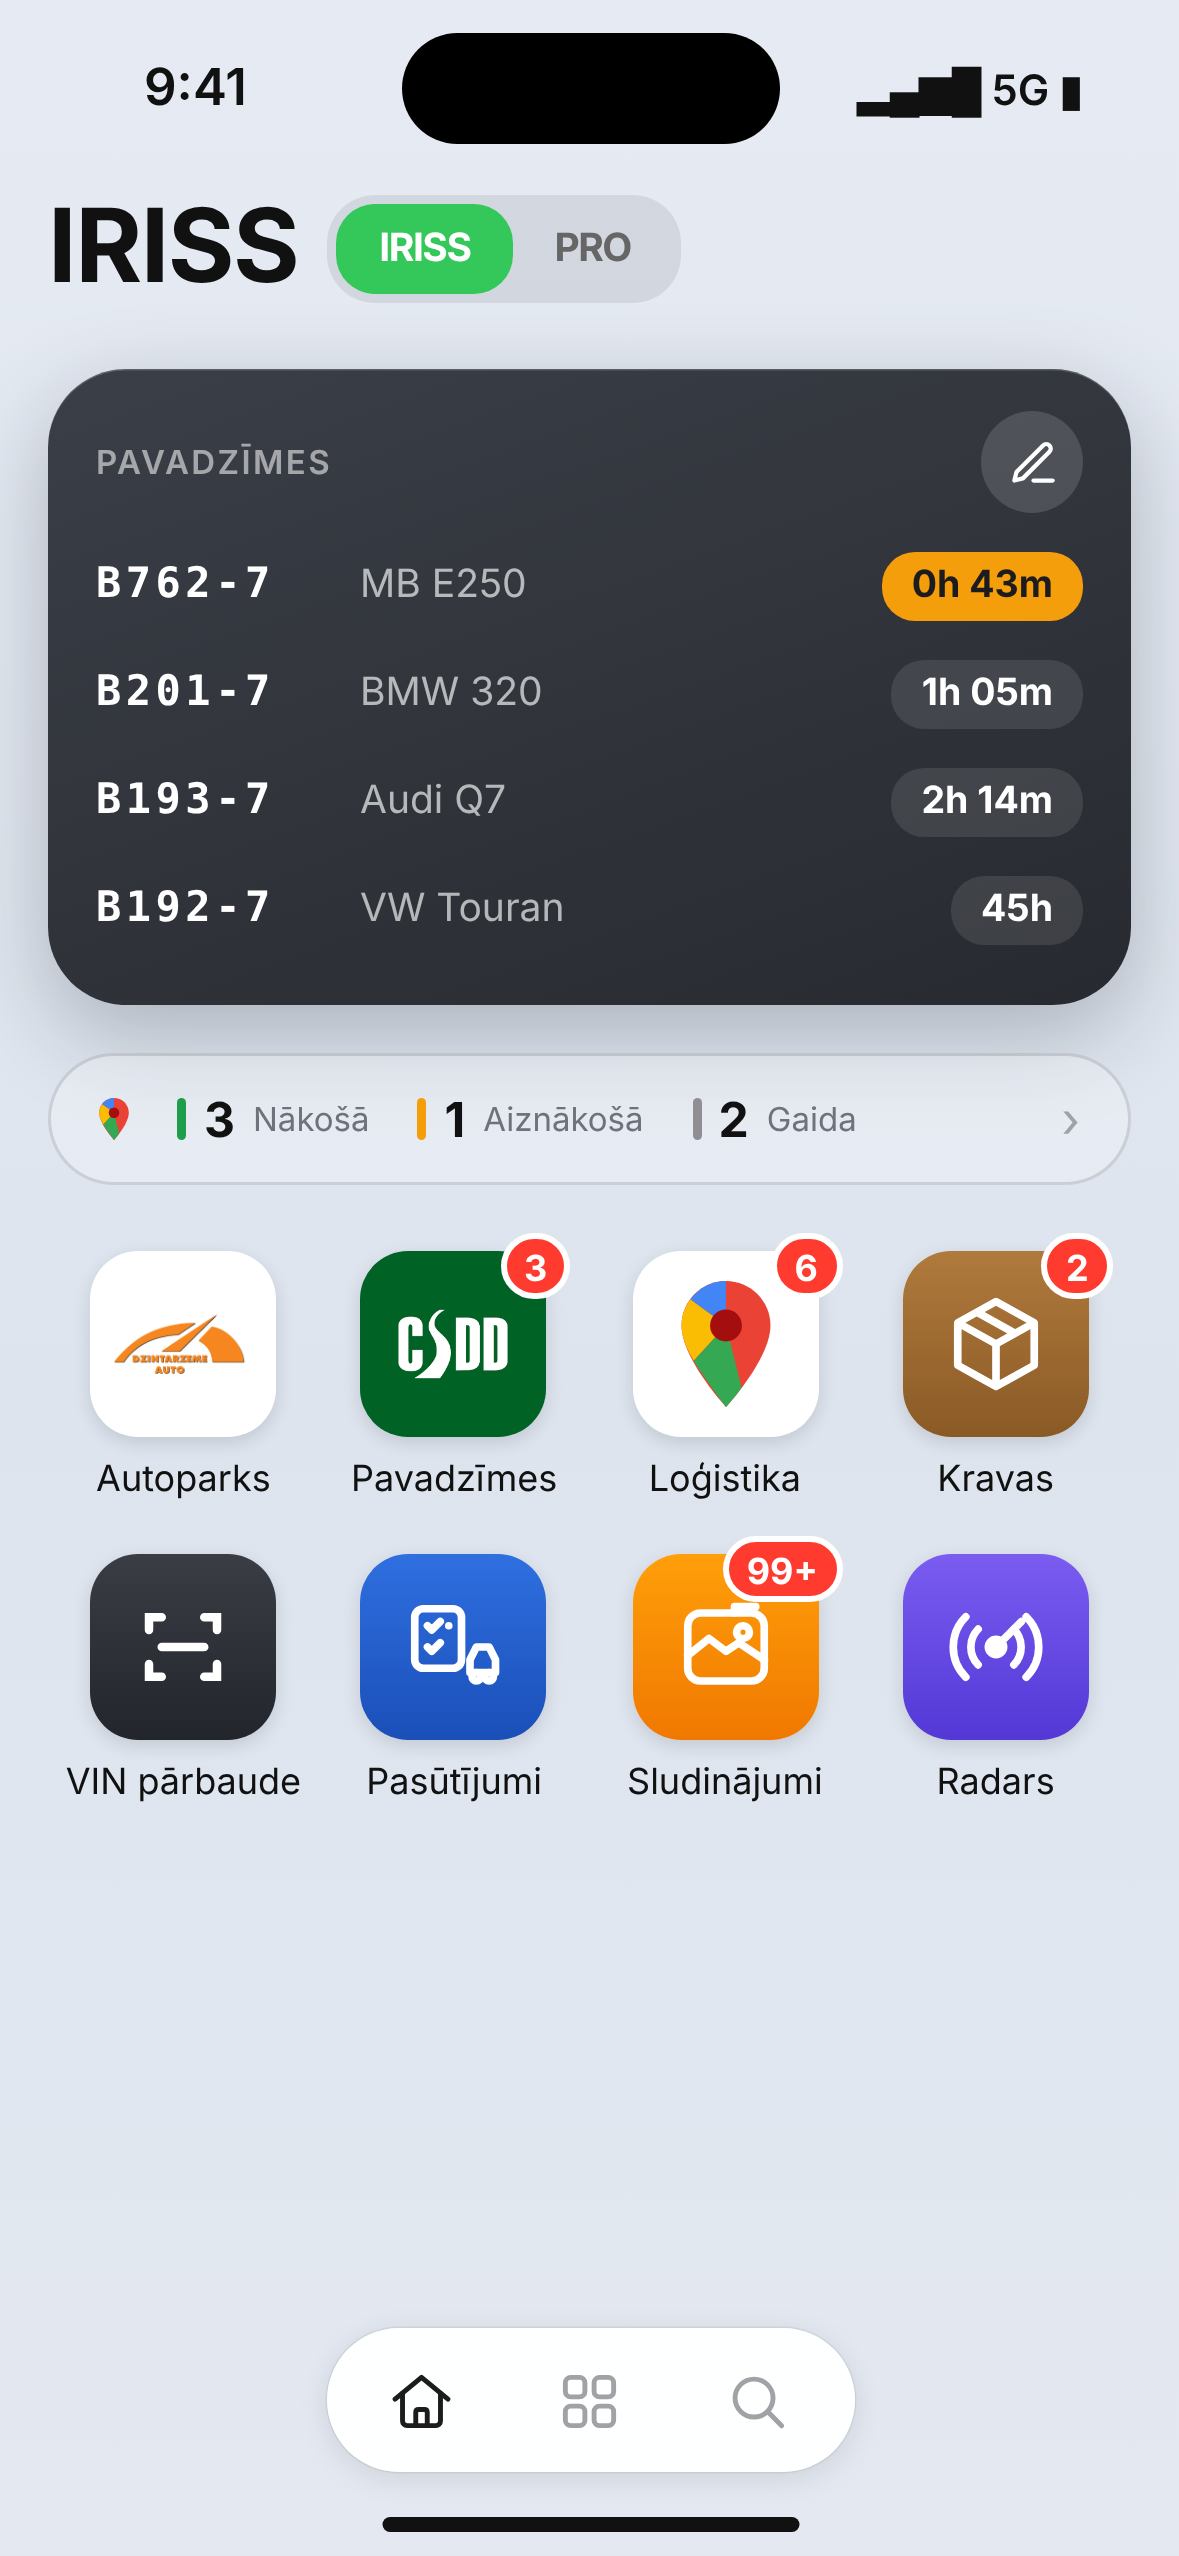 9:41 5G
IRISS IRISS PRO
PAVADZĪMES
B762-7 MB E250 0h 43m
B201-7 BMW 320 1h 05m
B193-7 Audi Q7 2h 14m
B192-7 VW Touran 45h
3 Nākošā 1 Aiznākošā 2 Gaida
3 6 2
DZINTARZEME
AUTO
CSDD
Autoparks Pavadzīmes Loģistika Kravas
99+
VIN pārbaude Pasūtījumi Sludinājumi Radars